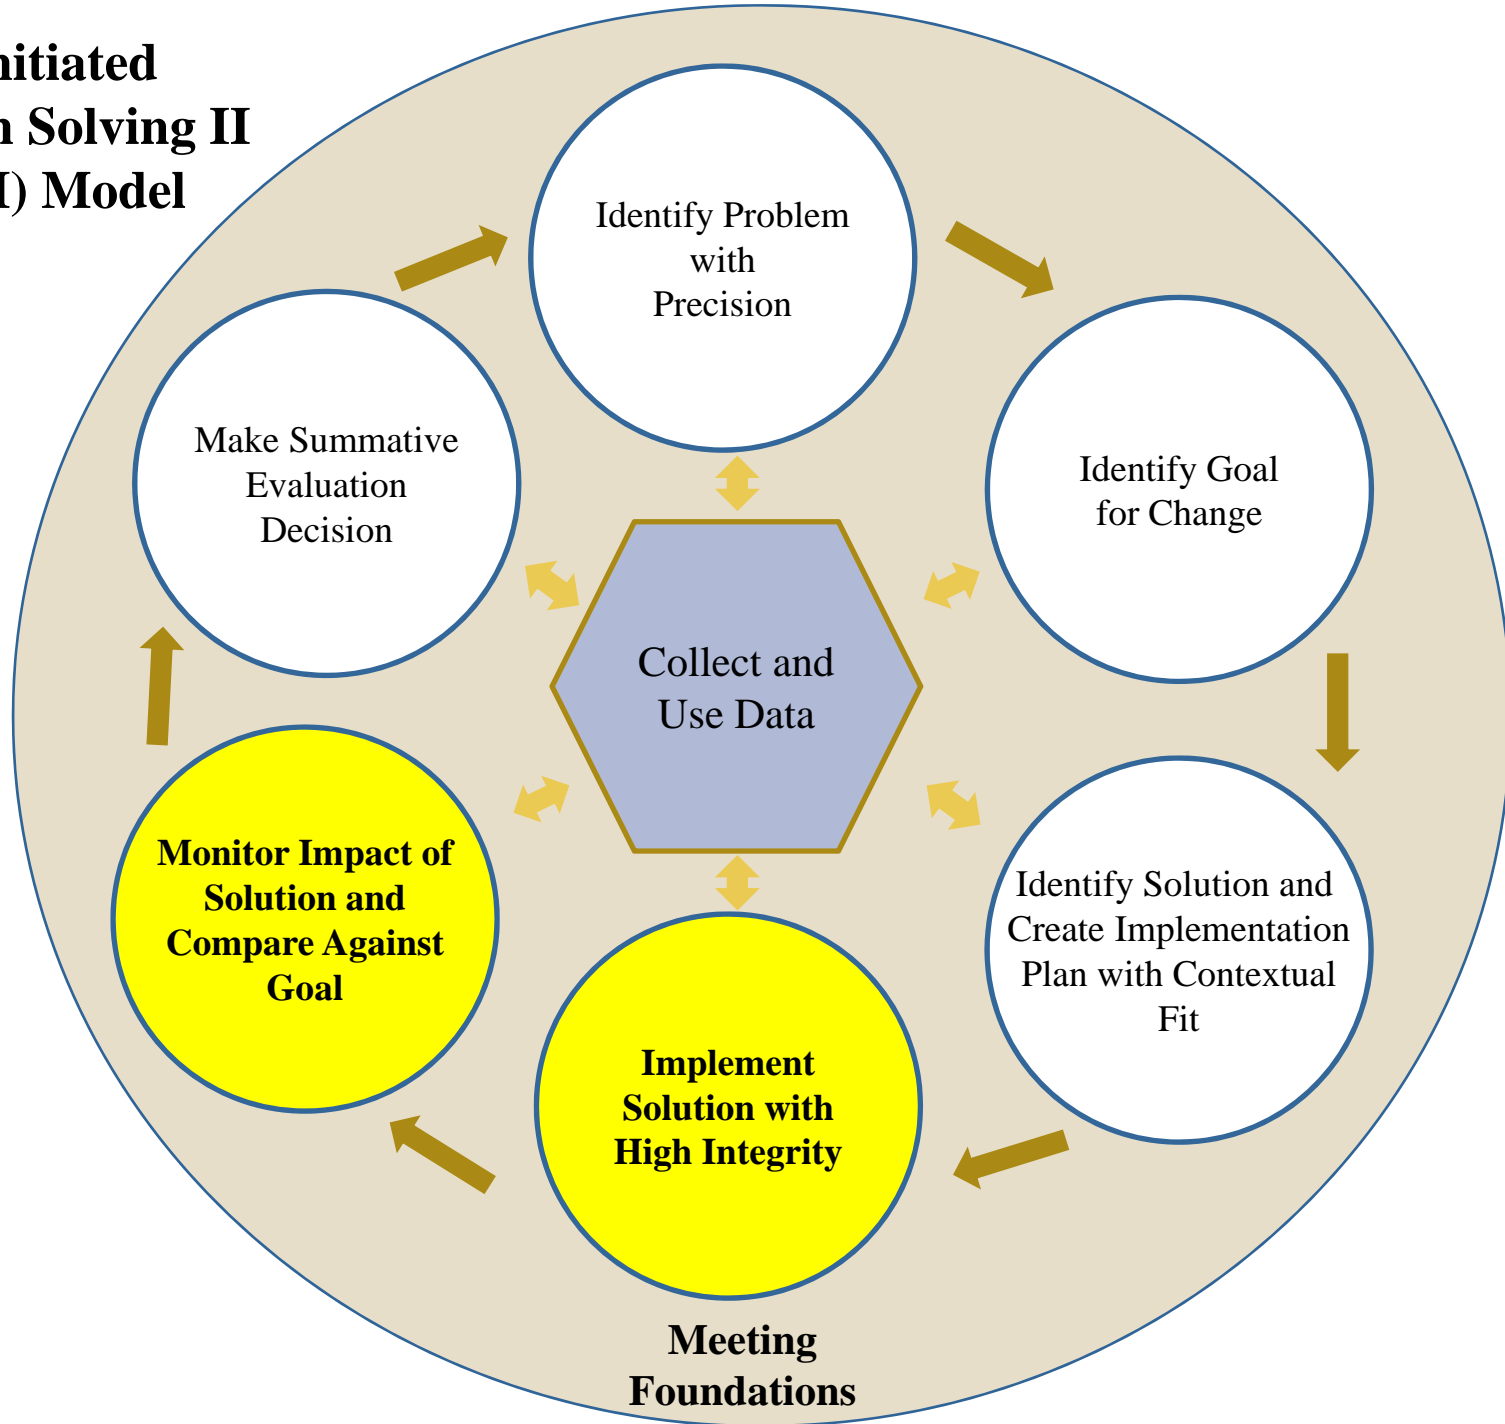 nitiated
n Solving II
I) Model
Identify Problem
with
Precision
Identify Goal
for Change
Identify Solution and
Create Implementation
Plan with Contextual
Fit
Implement
Solution with
High Integrity
Monitor Impact of
Solution and
Compare Against
Goal
Make Summative
Evaluation
Decision
Collect and
Use Data
Meeting
Foundations